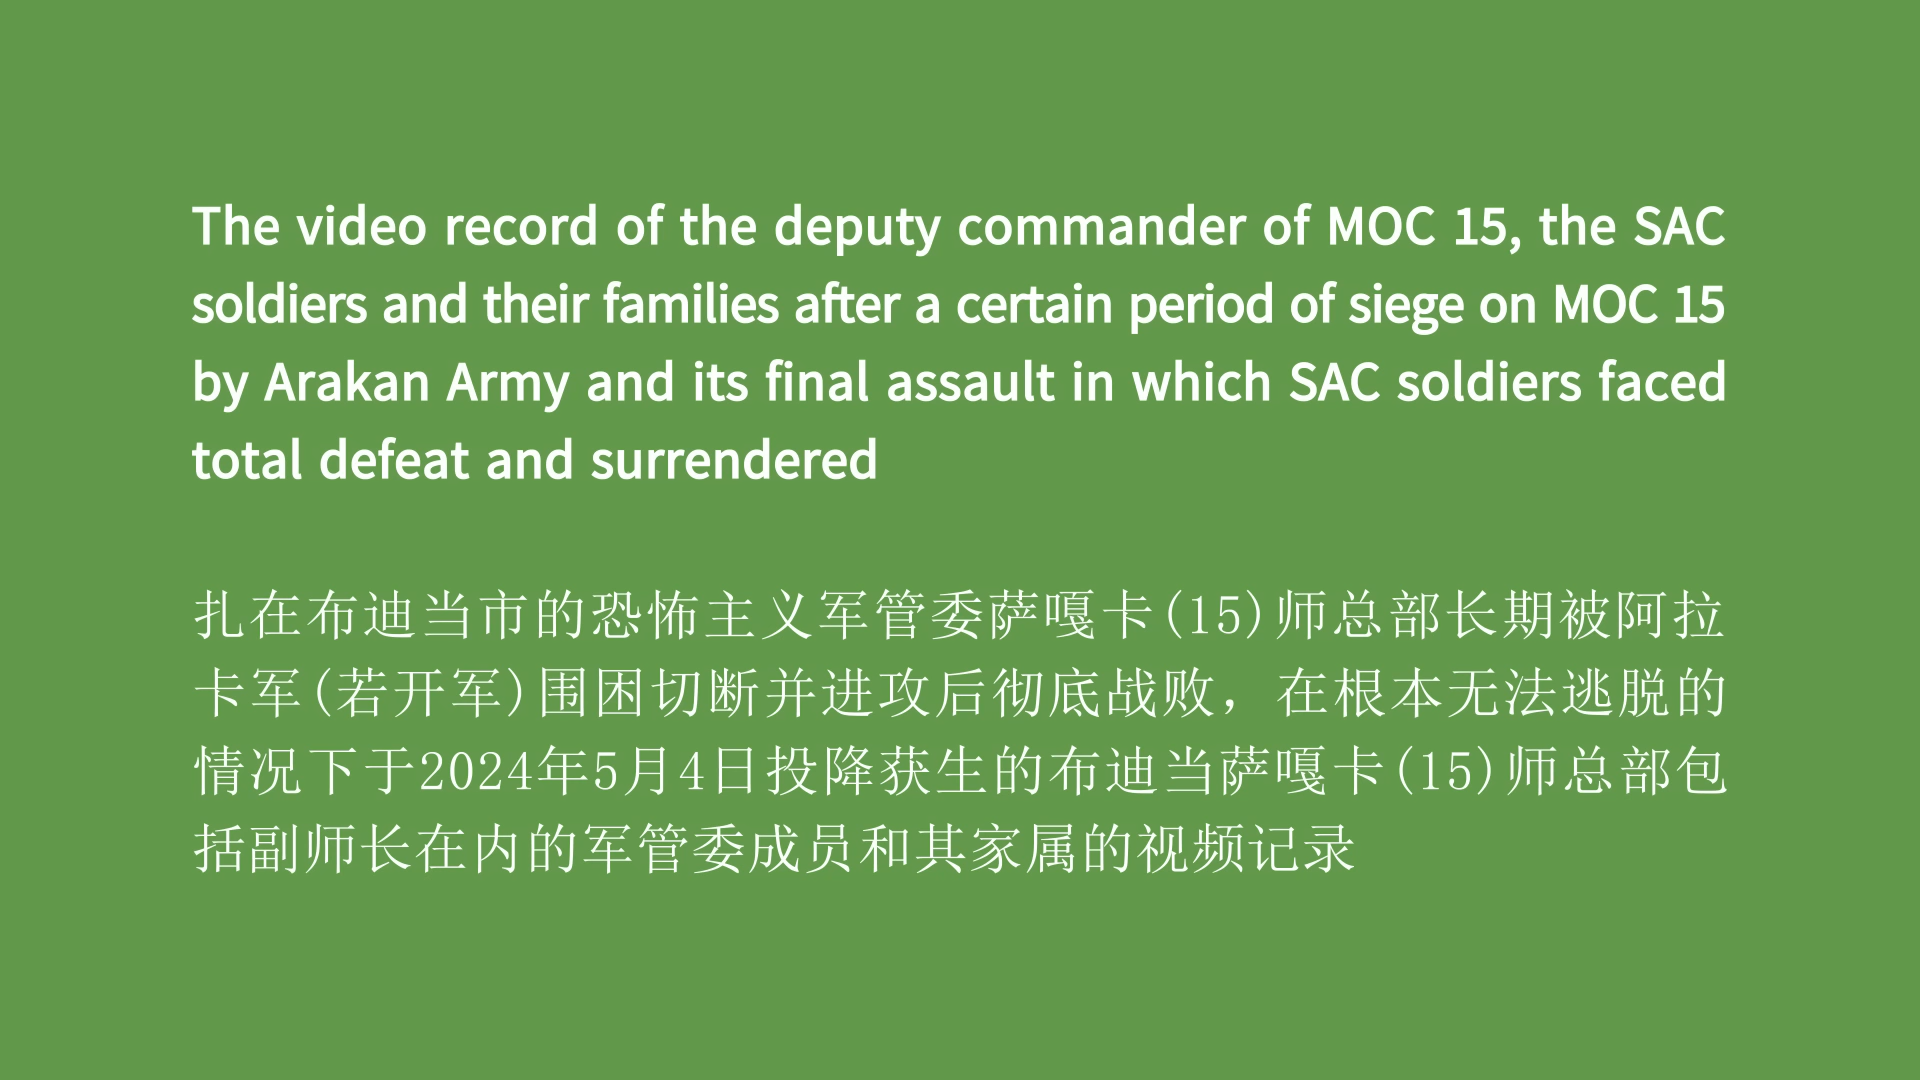 The video record of the deputy commander of MOC 15, the SAC
soldiers and their families after a certain period of siege on MOC 15
by Arakan Army and its final assault in which SAC soldiers faced
total defeat and surrendered
扎在布迪当市的恐怖主义军管委萨嘎卡(15)师总部长期被阿拉
卡军(若开军)围困切断并进攻后彻底战败，在根本无法逃脱的
情况下于2024年5月4日投降获生的布迪当萨嘎卡(15)师总部包
括副师长在内的军管委成员和其家属的视频记录